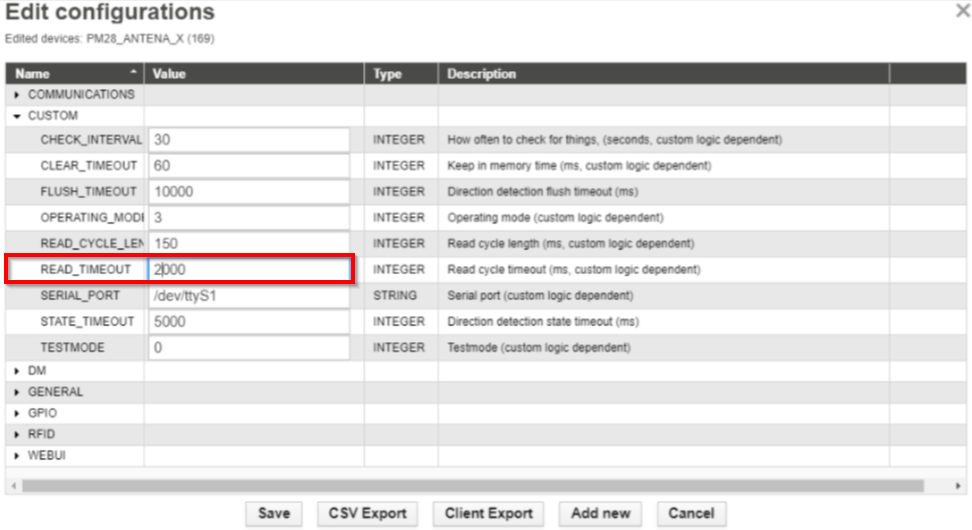 Edit configurations
Edited devices: PM28_ANTENA_X (169)
Name Value Type Description
COMMUNICATIONS
CUSTOM
CHECK_INTERVAL 30 INTEGER How often to check for things, (seconds, custom logic dependent)
CLEAR_TIMEOUT 60 INTEGER Keep in memory time (ms, custom logic dependent)
FLUSH_TIMEOUT 10000 INTEGER Direction detection flush timeout (ms)
OPERATING_MODE 3 INTEGER Operating mode (custom logic dependent)
READ_CYCLE_LEN 150 INTEGER Read cycle length (ms, custom logic dependent)
READ_TIMEOUT 2000 INTEGER Read cycle timeout (ms, custom logic dependent)
SERIAL_PORT /dev/ttyS1 STRING Serial port (custom logic dependent)
STATE_TIMEOUT 5000 INTEGER Direction detection state timeout (ms)
TESTMODE 0 INTEGER Testmode (custom logic dependent)
DM
GENERAL
GPIO
RFID
WEBUI
Save CSV Export Client Export Add new Cancel